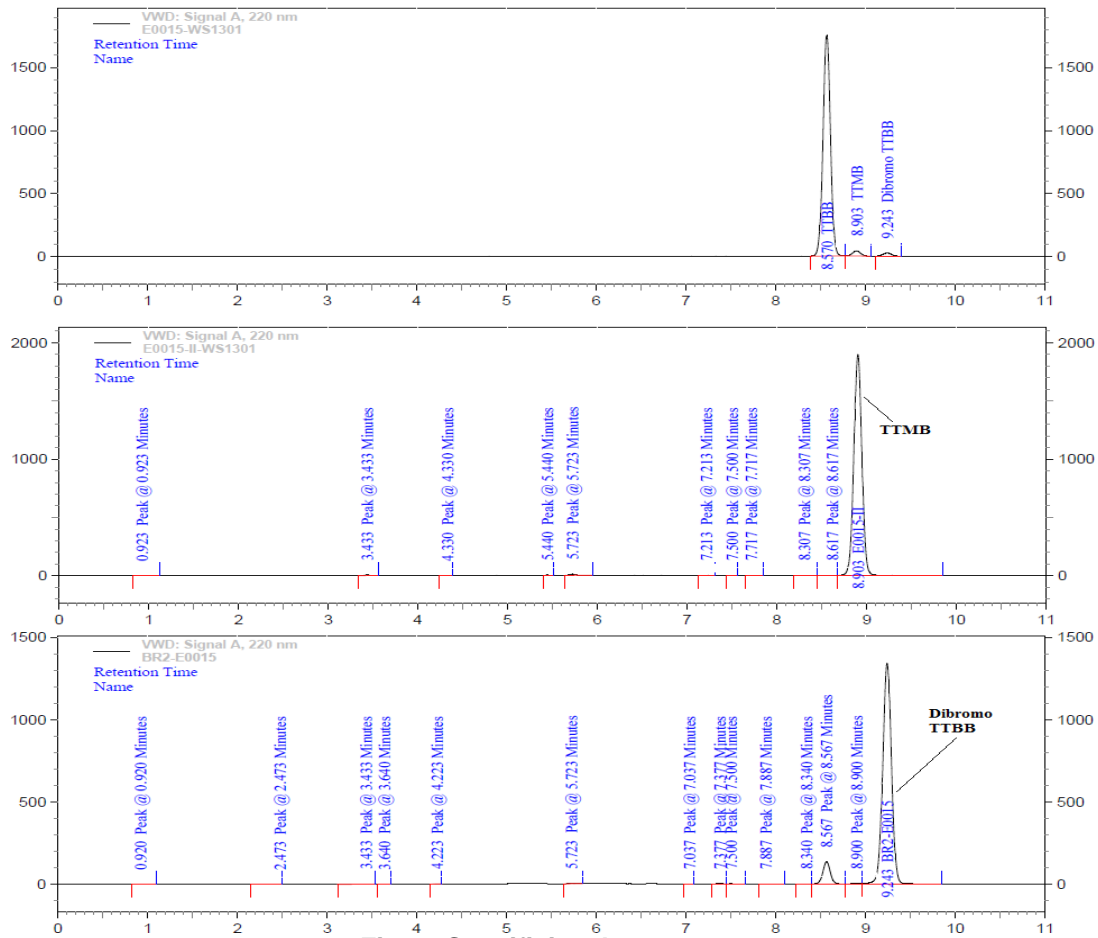 VWD: Signal A, 220 nm
E0015-WS1301
Retention Time
Name
1500
1000
500
0
1500
1000
500
0
8.570 TTBB
8.903 TTMB
9.243 Dibromo TTBB
0 1 2 3 4 5 6 7 8 9 10 11
VWD: Signal A, 220 nm
E0015-II-WS1301
Retention Time
Name
2000
1000
0
2000
1000
0
0.923 Peak @ 0.923 Minutes
3.433 Peak @ 3.433 Minutes
4.330 Peak @ 4.330 Minutes
5.440 Peak @ 5.440 Minutes
5.723 Peak @ 5.723 Minutes
7.213 Peak @ 7.213 Minutes
7.500 Peak @ 7.500 Minutes
7.717 Peak @ 7.717 Minutes
8.307 Peak @ 8.307 Minutes
8.617 Peak @ 8.617 Minutes
8.903 E0015-II
TTMB
0 1 2 3 4 5 6 7 8 9 10 11
VWD: Signal A, 220 nm
BR2-E0015
Retention Time
Name
1500
1000
500
0
1500
1000
500
0
0.920 Peak @ 0.920 Minutes
2.473 Peak @ 2.473 Minutes
3.433 Peak @ 3.433 Minutes
3.640 Peak @ 3.640 Minutes
4.223 Peak @ 4.223 Minutes
5.723 Peak @ 5.723 Minutes
7.037 Peak @ 7.037 Minutes
7.377 Peak @ 7.377 Minutes
7.500 Peak @ 7.500 Minutes
7.887 Peak @ 7.887 Minutes
8.340 Peak @ 8.340 Minutes
8.567 Peak @ 8.567 Minutes
8.900 Peak @ 8.900 Minutes
9.243 BR2-E0015
Dibromo
TTBB
0 1 2 3 4 5 6 7 8 9 10 11